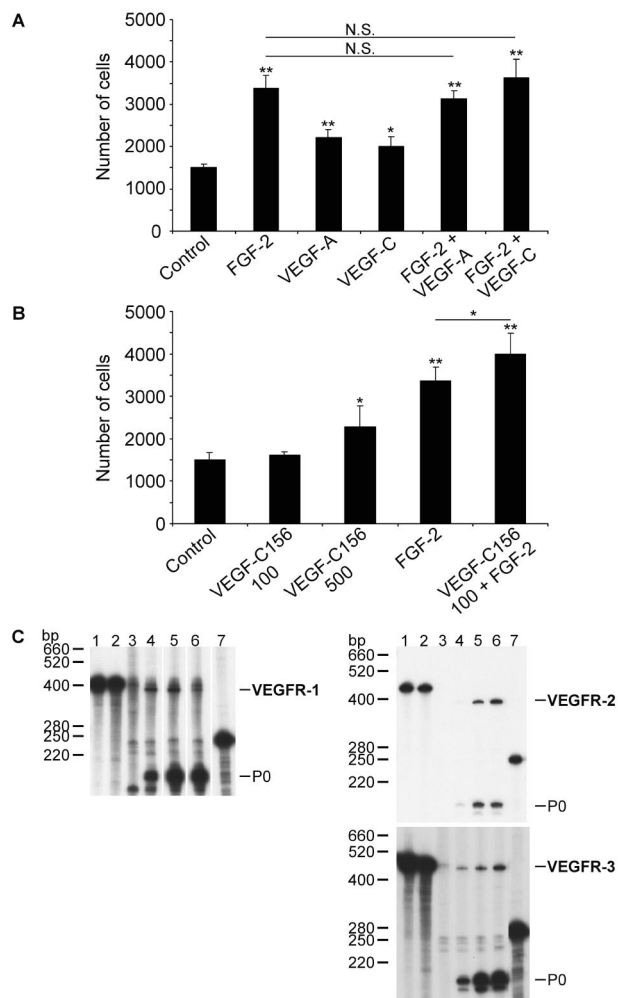 A
Number of cells
5000
4000
3000
2000
1000
0
N.S.
N.S.
**
**
*
**
**
Control
FGF-2
VEGF-A
VEGF-C
FGF-2 +
VEGF-A
FGF-2 +
VEGF-C
B
Number of cells
5000
4000
3000
2000
1000
0
*
**
*
**
Control
VEGF-C156
100
VEGF-C156
500
FGF-2
VEGF-C156
100 + FGF-2
C
bp 1 2 3 4 5 6 7
660
520
400
280
250
220
VEGFR-1
P0
bp 1 2 3 4 5 6 7
660
520
400
280
250
220
VEGFR-2
P0
660
520
400
280
250
220
VEGFR-3
P0